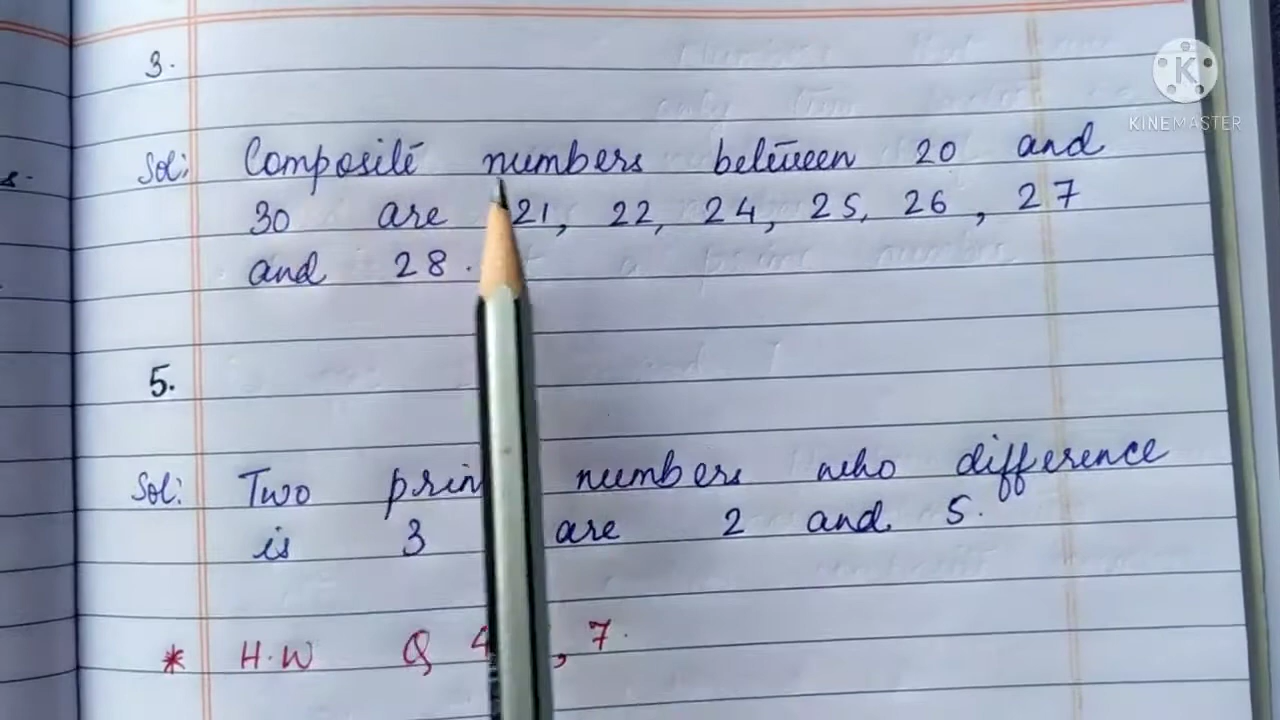 3.
Sol: Composite numbers between 20 and
30 are 21, 22, 24, 25, 26, 27
and 28.
5.
Sol: Two numbers who difference
is 3 are 2 and 5.
* H.W Q 4 , 7.
KINEMASTER